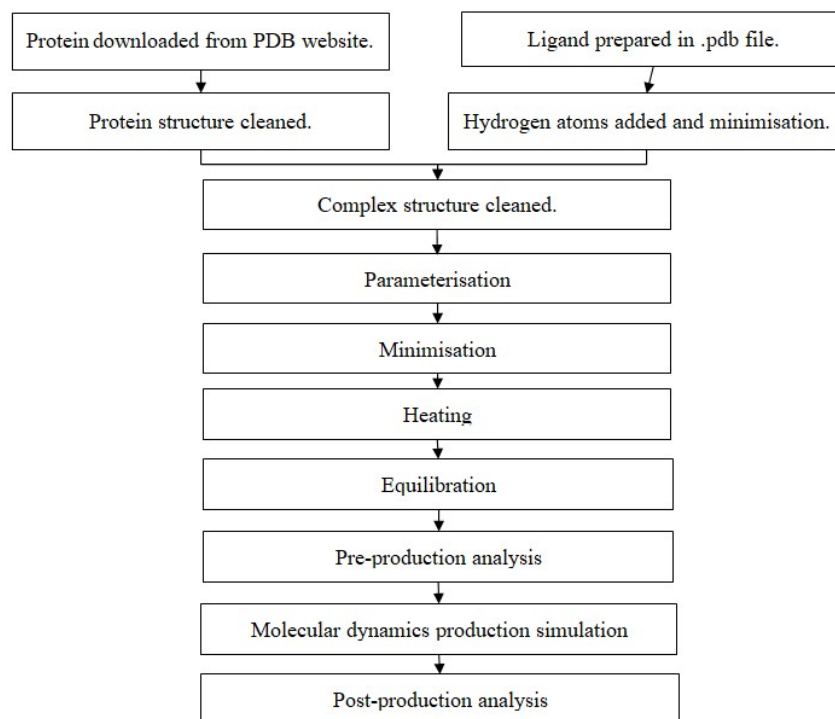 Protein downloaded from PDB website.
Ligand prepared in .pdb file.
Protein structure cleaned.
Hydrogen atoms added and minimisation.
Complex structure cleaned.
Parameterisation
Minimisation
Heating
Equilibration
Pre-production analysis
Molecular dynamics production simulation
Post-production analysis